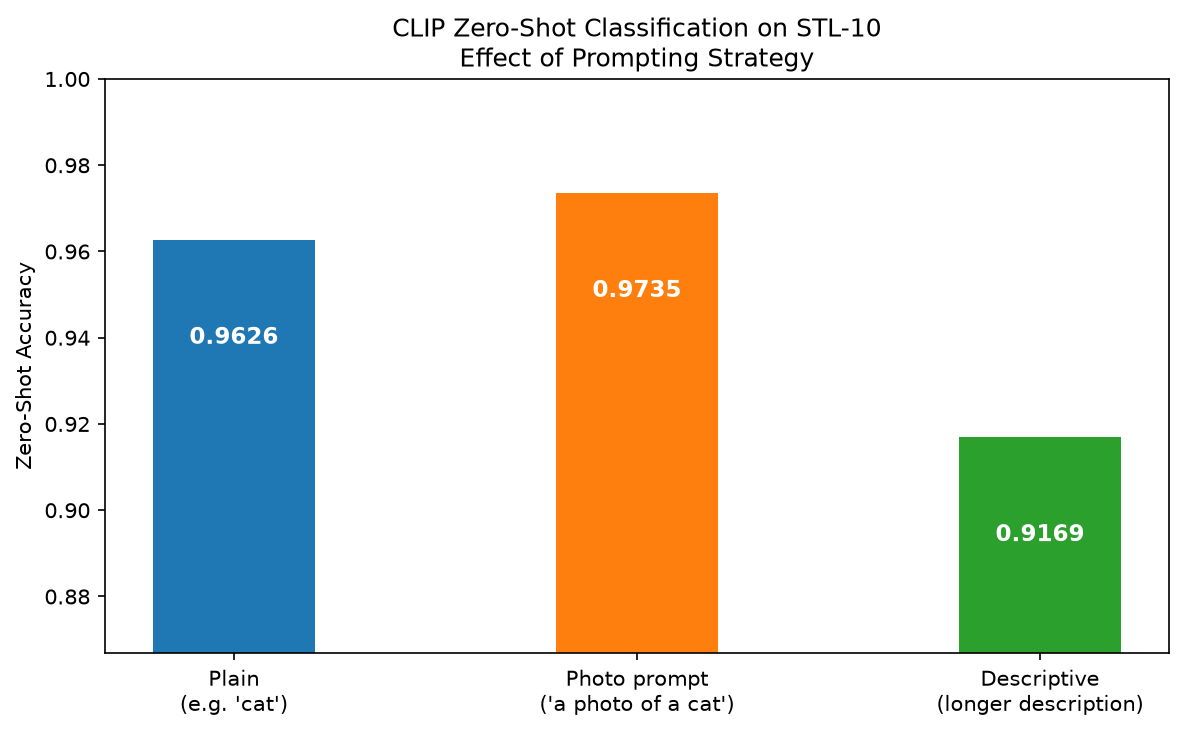 CLIP Zero-Shot Classification on STL-10
Effect of Prompting Strategy
Zero-Shot Accuracy
1.00
0.98
0.96
0.94
0.92
0.90
0.88
0.9626
0.9735
0.9169
Plain
(e.g. 'cat')
Photo prompt
('a photo of a cat')
Descriptive
(longer description)